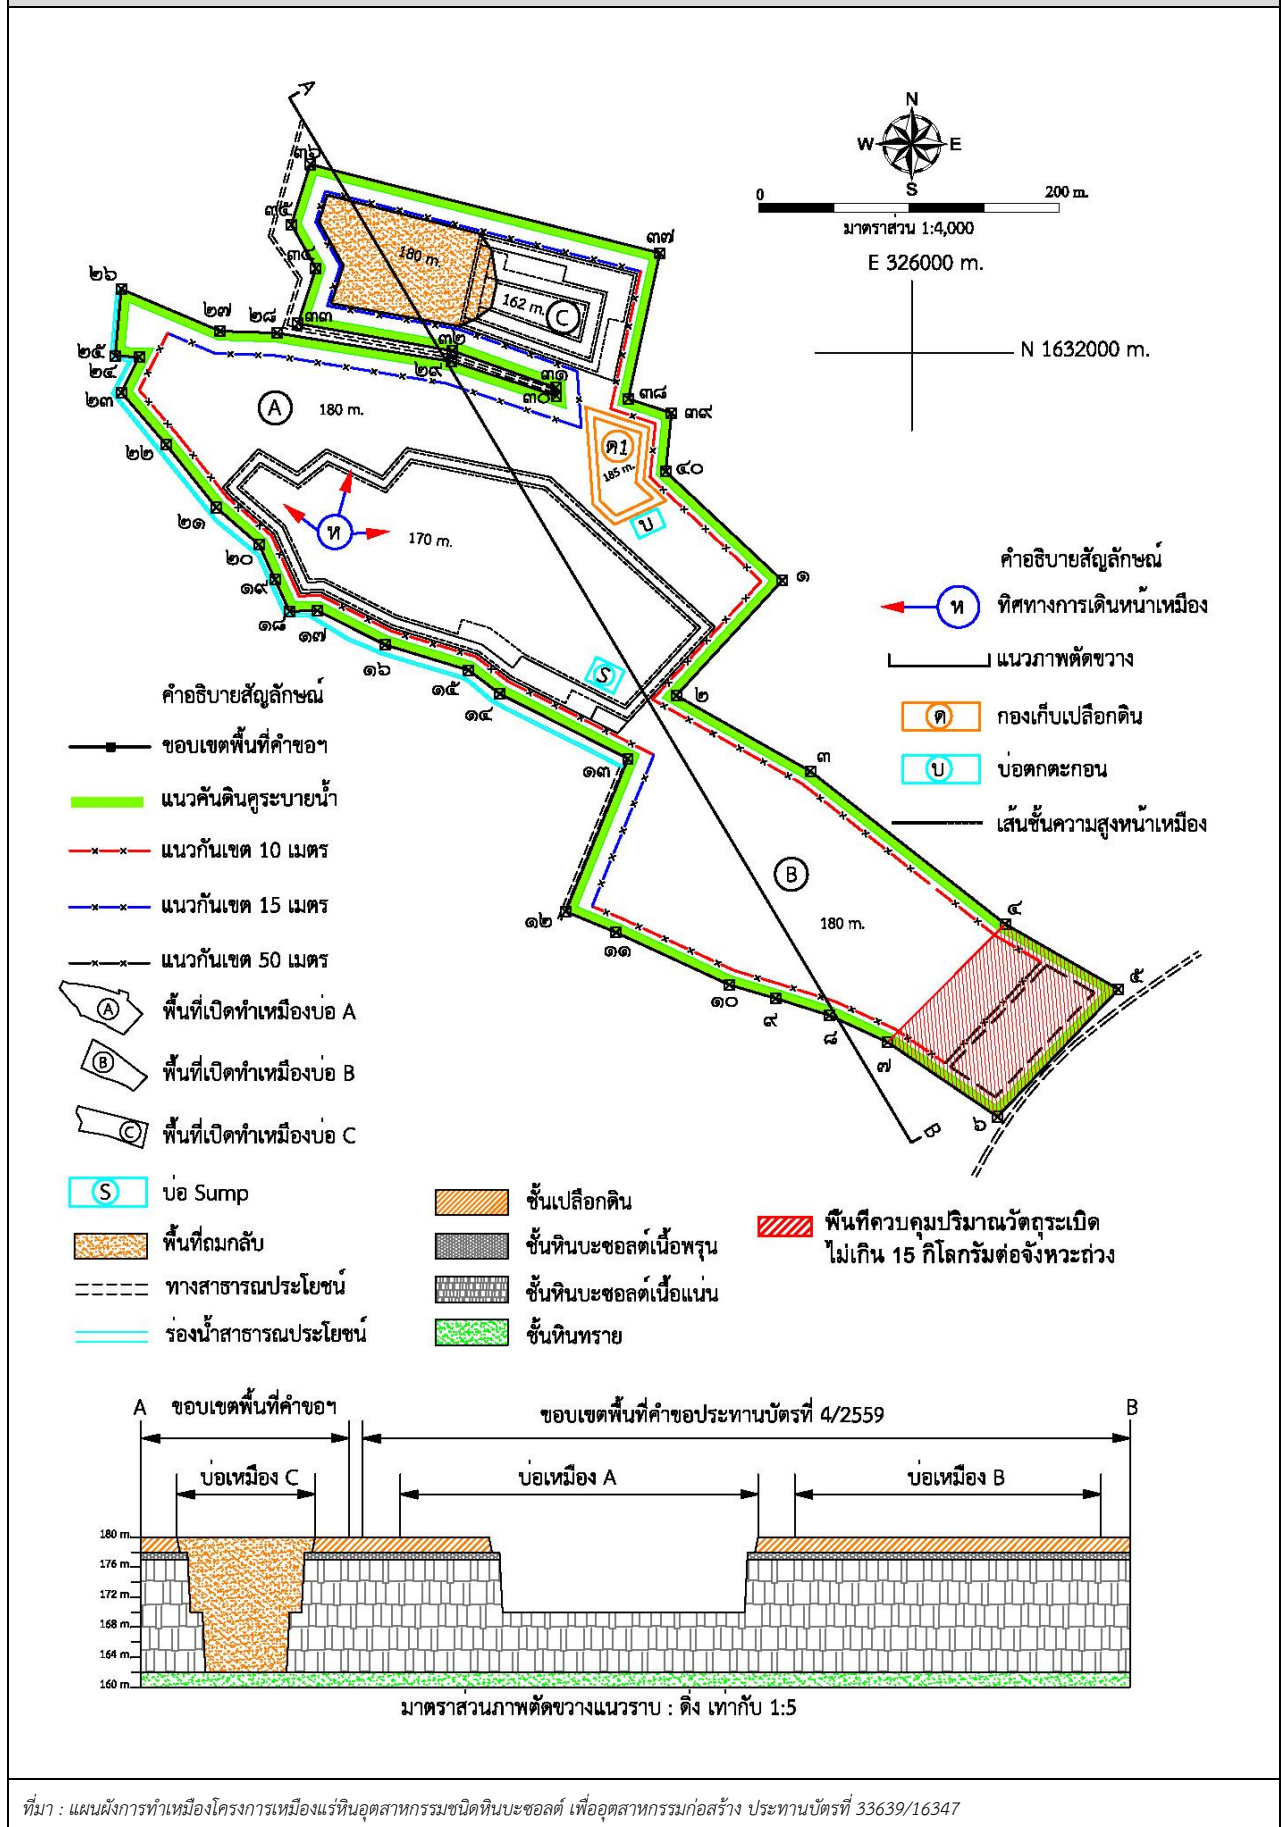 A
N
W
E
S
0
200 m.
มาตราส่วน 1:4,000
E 326000 m.
N 1632000 m.
๓๖
๓๕
๓๔
๓๓
๓๗
180 m.
162 m.
C
๒๖
๒๗
๒๘
๓๒
๒๙
๓๑
๓๐
๓๘
๓๙
๒๕
๒๔
๒๓
A
180 m.
ด1
185 m.
๔๐
๒๒
บ
๒๑
ห
170 m.
๒๐
๑๙
๑๘
๑๗
๑
๑๖
๑๕
๑๔
S
๒
๑๓
๓
B
180 m.
๑๒
๑๑
๔
๕
๑๐
๙
๘
๗
๖
B
คำอธิบายสัญลักษณ์
ห
ทิศทางการเดินหน้าเหมือง
แนวภาพตัดขวาง
ด
กองเก็บเปลือกดิน
บ
บ่อตกตะกอน
เส้นชั้นความสูงหน้าเหมือง
คำอธิบายสัญลักษณ์
ขอบเขตพื้นที่คำขอฯ
แนวคันดินคูระบายน้ำ
แนวกันเขต 10 เมตร
แนวกันเขต 15 เมตร
แนวกันเขต 50 เมตร
A
พื้นที่เปิดทำเหมืองบ่อ A
B
พื้นที่เปิดทำเหมืองบ่อ B
C
พื้นที่เปิดทำเหมืองบ่อ C
S
บ่อ Sump
พื้นที่ถมกลับ
ทางสาธารณประโยชน์
ร่องน้ำสาธารณประโยชน์
ชั้นเปลือกดิน
ชั้นหินบะซอลต์เนื้อพรุน
ชั้นหินบะซอลต์เนื้อแน่น
ชั้นหินทราย
พื้นที่ควบคุมปริมาณวัตถุระเบิด
ไม่เกิน 15 กิโลกรัมต่อจังหวะถ่วง
A
ขอบเขตพื้นที่คำขอฯ
ขอบเขตพื้นที่คำขอประทานบัตรที่ 4/2559
B
บ่อเหมือง C
บ่อเหมือง A
บ่อเหมือง B
180 m.
176 m.
172 m.
168 m.
164 m.
160 m.
มาตราส่วนภาพตัดขวางแนวราบ : ดิ่ง เท่ากับ 1:5
ที่มา : แผนผังการทำเหมืองโครงการเหมืองแร่หินอุตสาหกรรมชนิดหินบะซอลต์ เพื่ออุตสาหกรรมก่อสร้าง ประทานบัตรที่ 33639/16347